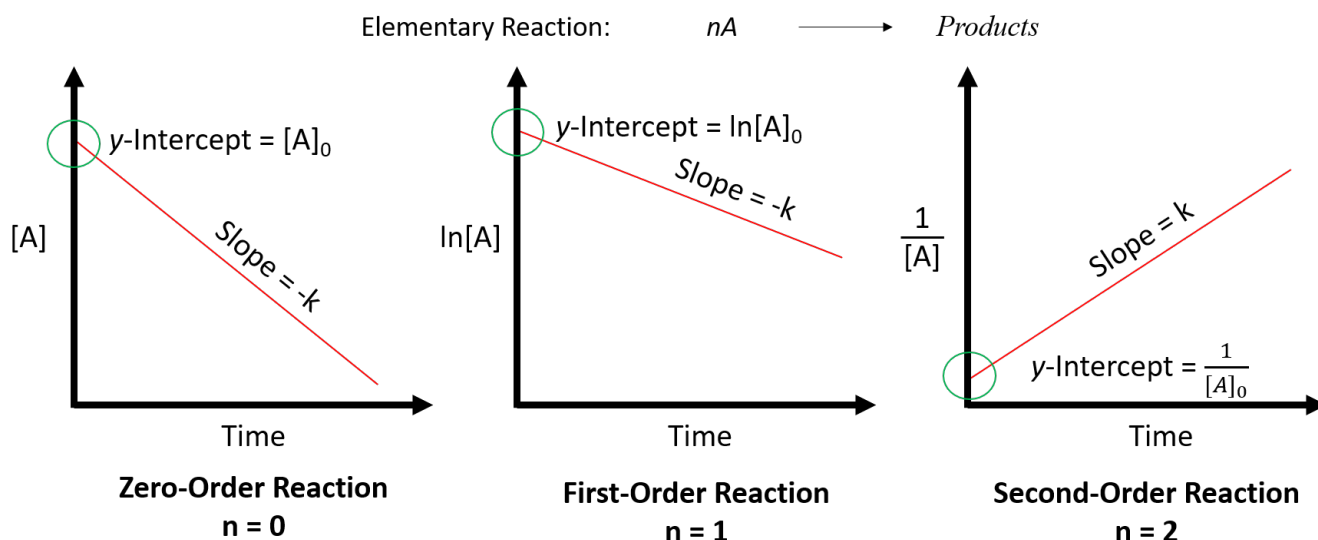 Elementary Reaction: nA Products
y-Intercept = [A]₀
[A]
Slope = -k
Time
Zero-Order Reaction
n = 0
y-Intercept = ln[A]₀
ln[A]
Slope = -k
Time
First-Order Reaction
n = 1
1
[A]
Slope = k
y-Intercept = 1/[A]₀
Time
Second-Order Reaction
n = 2